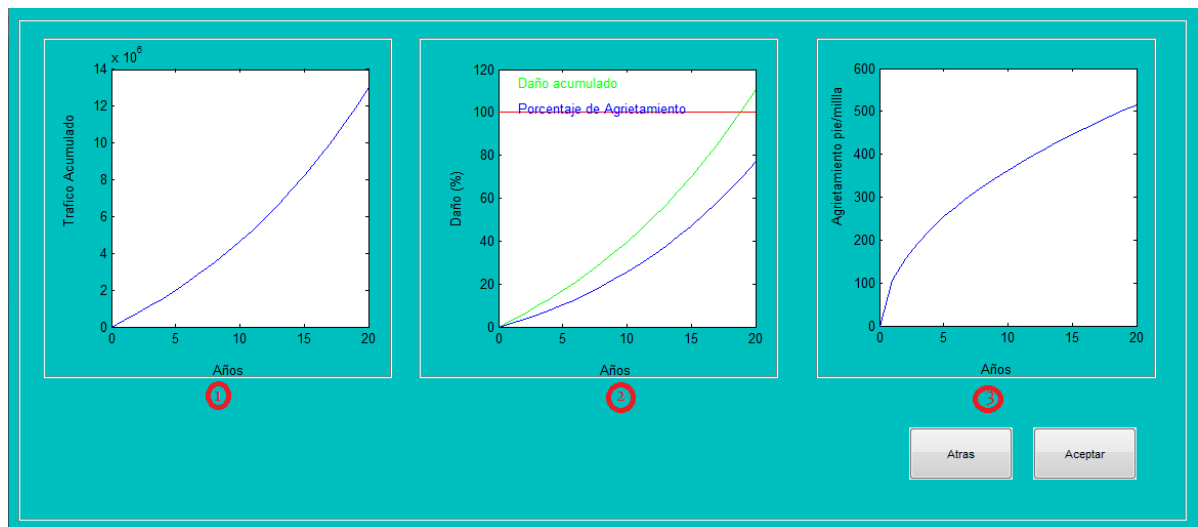 x 10⁶
14
12
10
8
6
4
2
0
0 5 10 15 20
Trafico Acumulado
Años
1
120
100
80
60
40
20
0
0 5 10 15 20
Daño acumulado
Porcentaje de Agrietamiento
Daño (%)
Años
2
600
500
400
300
200
100
0
0 5 10 15 20
Agrietamiento pie/millla
Años
3
Atras
Aceptar